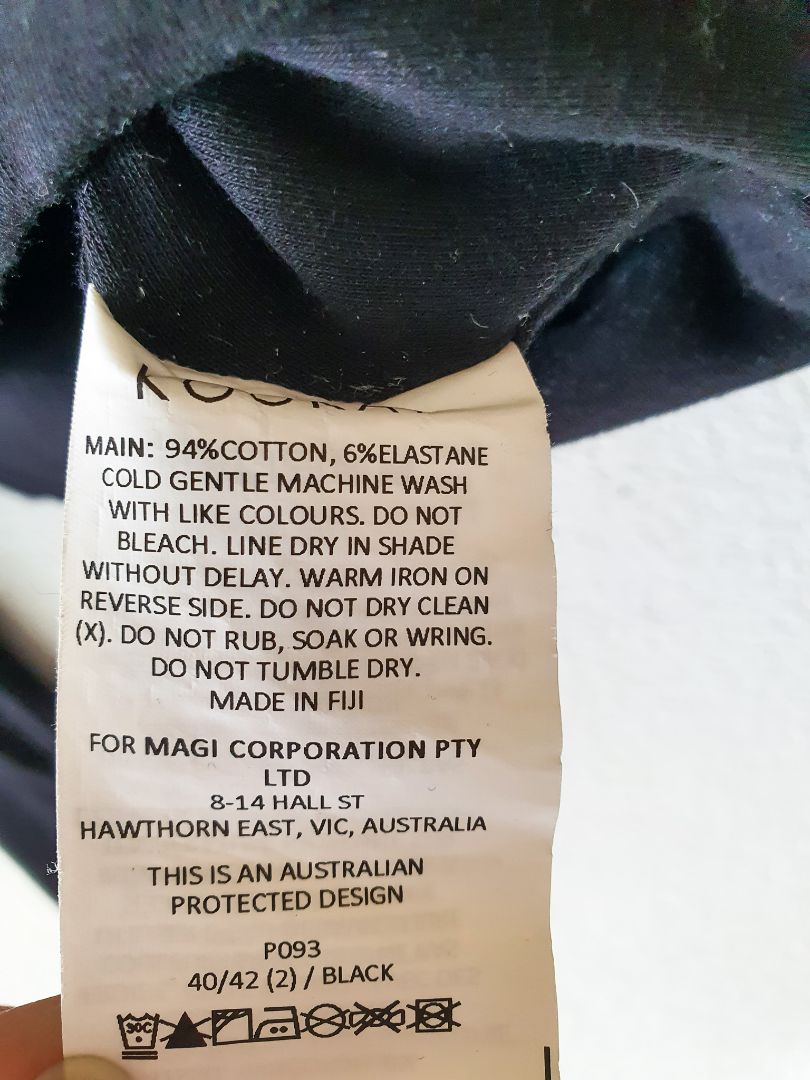 KOOKAI
MAIN: 94%COTTON, 6%ELASTANE
COLD GENTLE MACHINE WASH
WITH LIKE COLOURS. DO NOT
BLEACH. LINE DRY IN SHADE
WITHOUT DELAY. WARM IRON ON
REVERSE SIDE. DO NOT DRY CLEAN
(X). DO NOT RUB, SOAK OR WRING.
DO NOT TUMBLE DRY.
MADE IN FIJI
FOR MAGI CORPORATION PTY
LTD
8-14 HALL ST
HAWTHORN EAST, VIC, AUSTRALIA
THIS IS AN AUSTRALIAN
PROTECTED DESIGN
P093
40/42 (2) / BLACK
30C